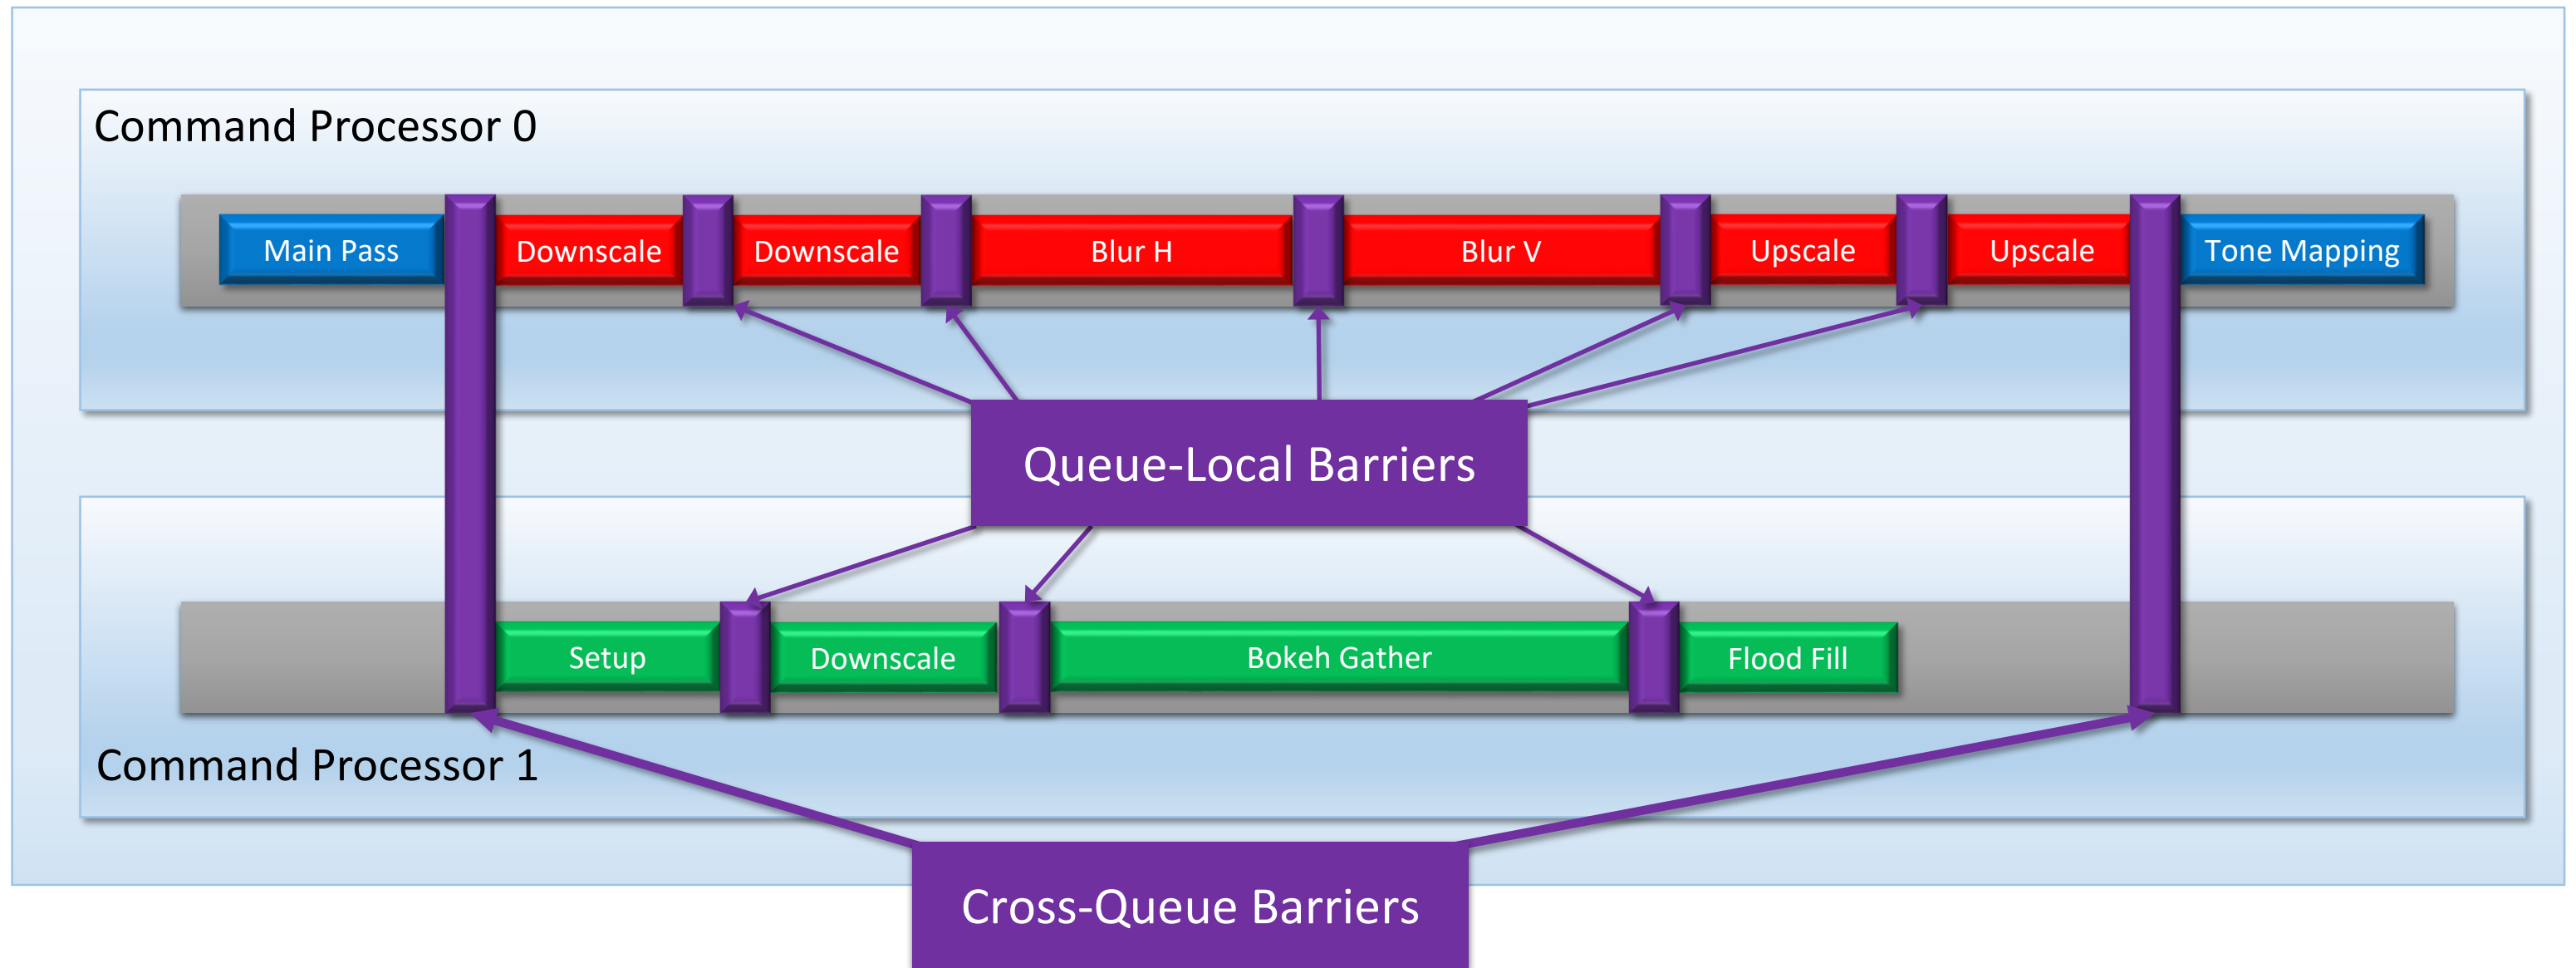 Command Processor 0
Main Pass
Downscale
Downscale
Blur H
Blur V
Upscale
Upscale
Tone Mapping
Queue-Local Barriers
Setup
Downscale
Bokeh Gather
Flood Fill
Command Processor 1
Cross-Queue Barriers